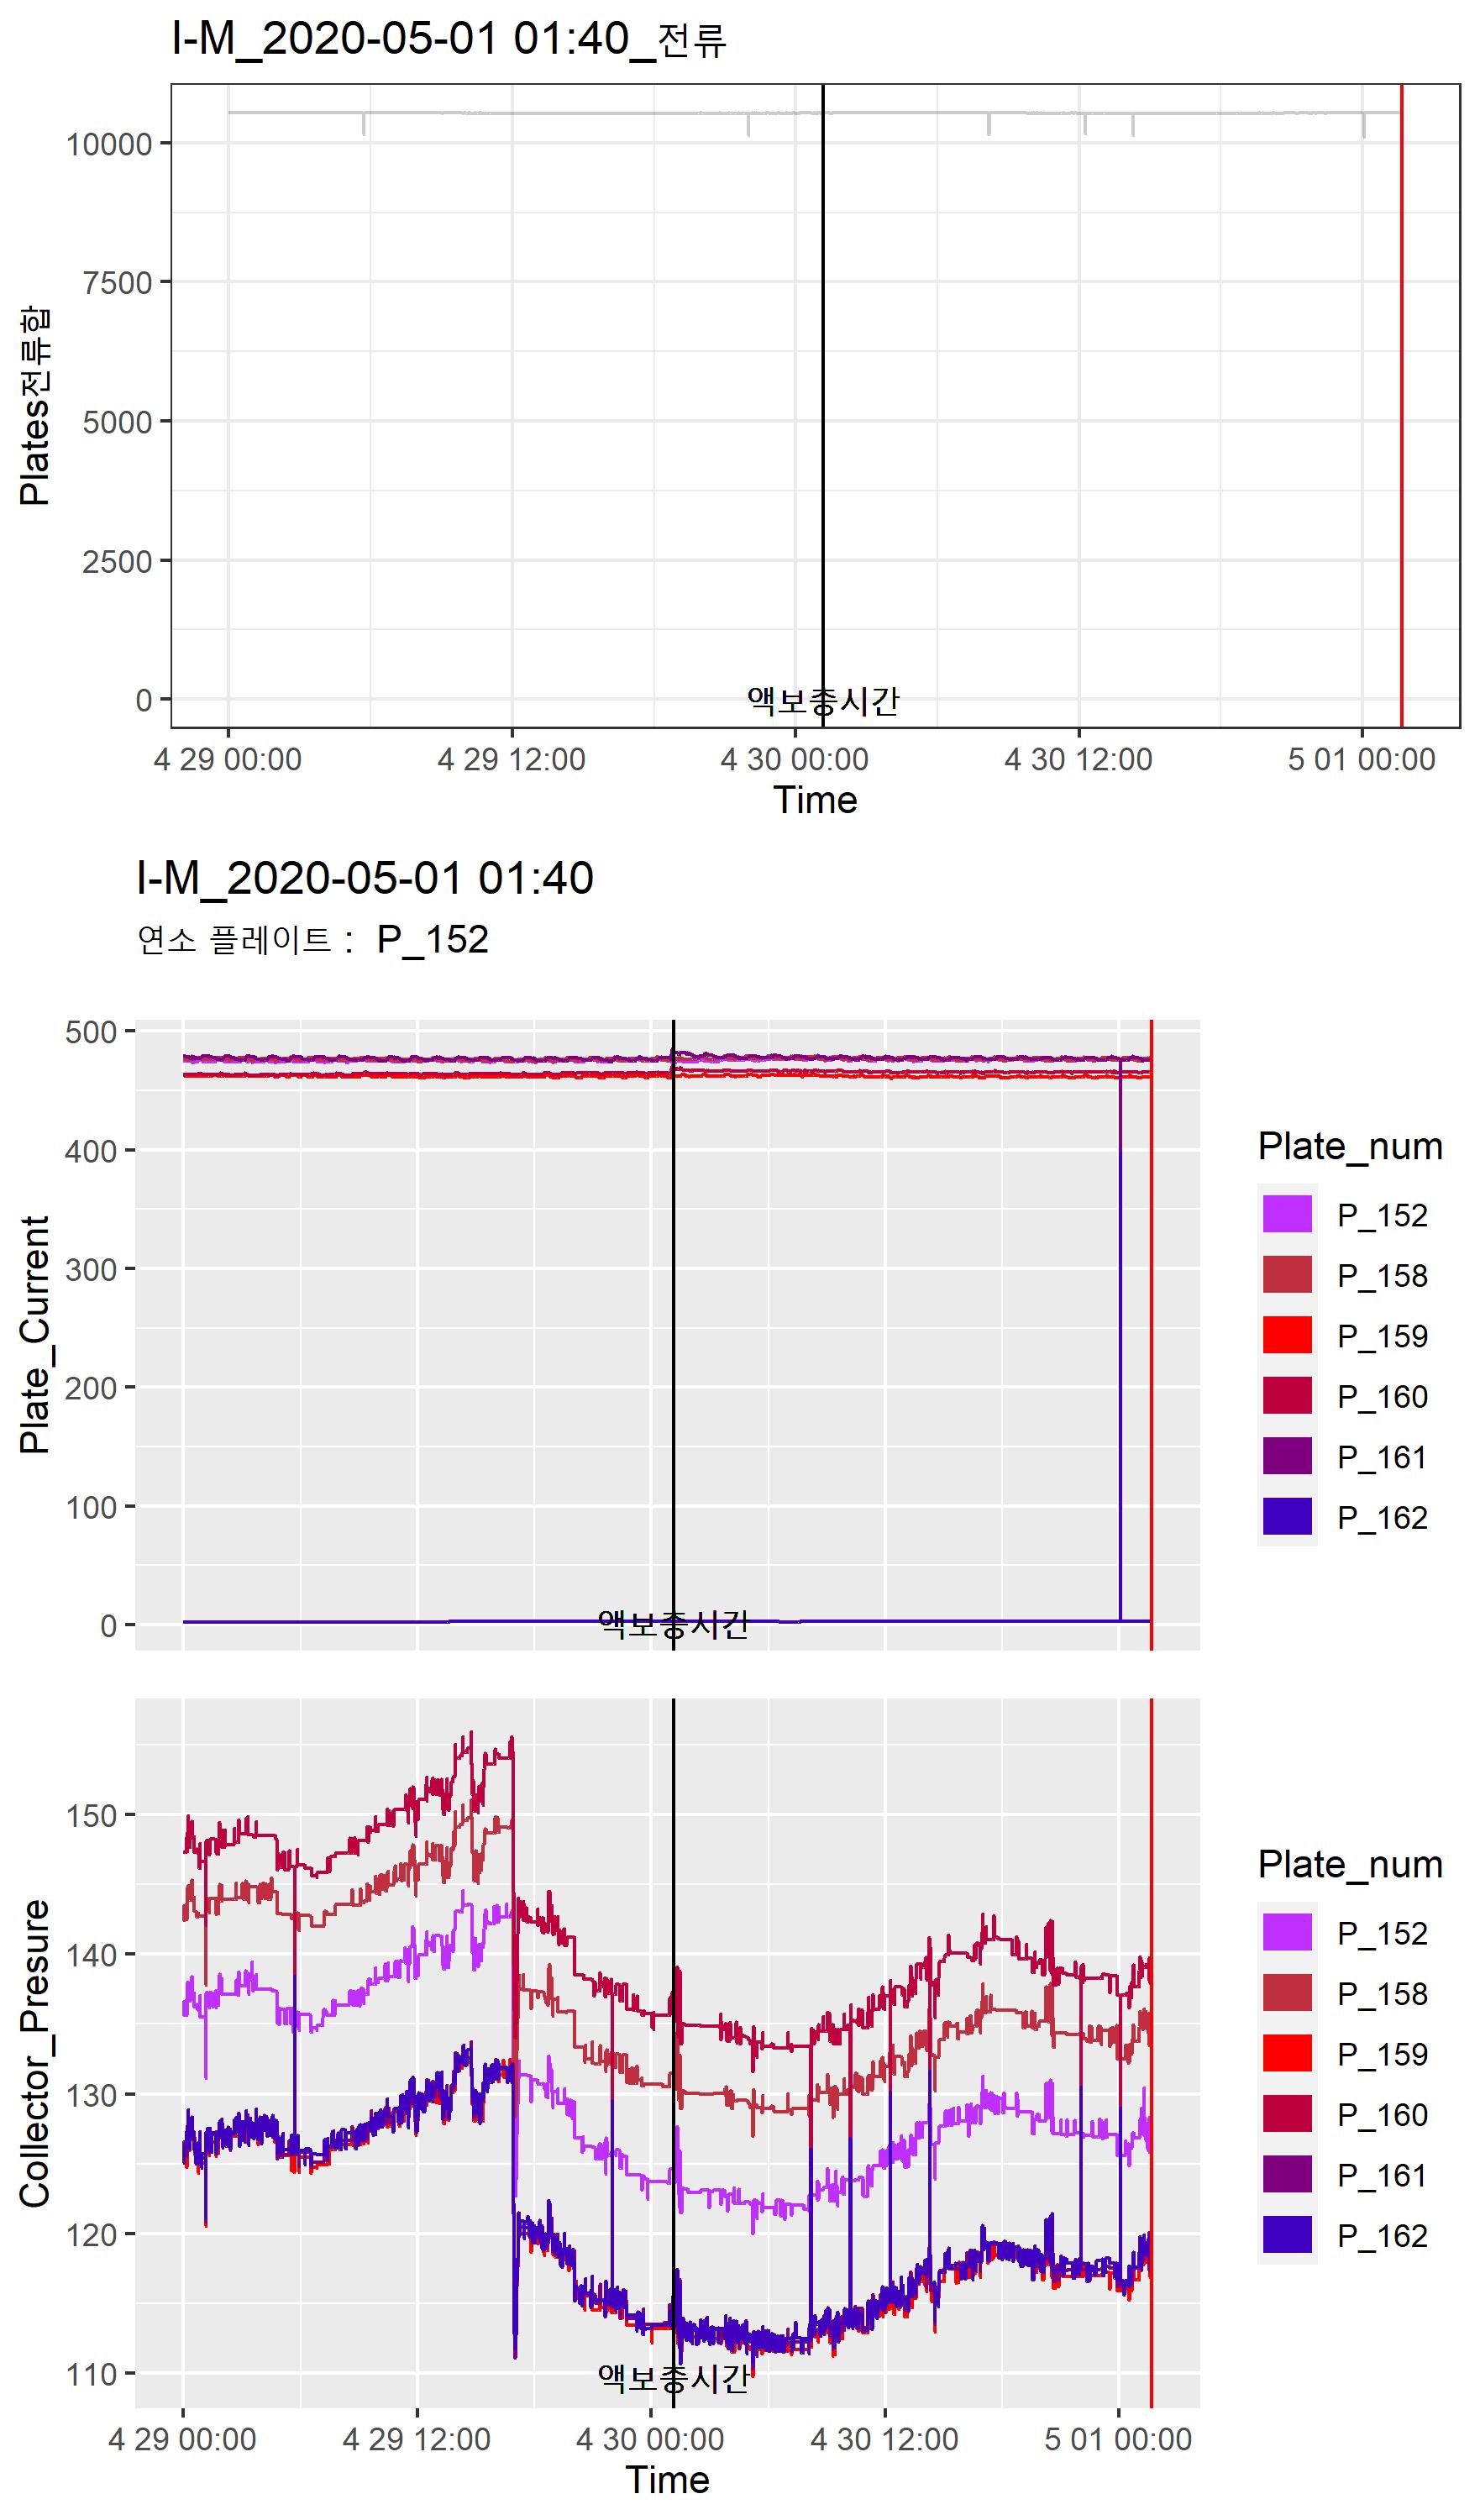 I-M_2020-05-01 01:40_전류
Plates전류합
10000
7500
5000
2500
0
액보충시간
4 29 00:00
4 29 12:00
4 30 00:00
4 30 12:00
5 01 00:00
Time
I-M_2020-05-01 01:40
연소 플레이트 : P_152
Plate_Current
500
400
300
200
100
0
액보충시간
Plate_num
P_152
P_158
P_159
P_160
P_161
P_162
Collector_Presure
150
140
130
120
110
액보충시간
4 29 00:00
4 29 12:00
4 30 00:00
4 30 12:00
5 01 00:00
Time
Plate_num
P_152
P_158
P_159
P_160
P_161
P_162